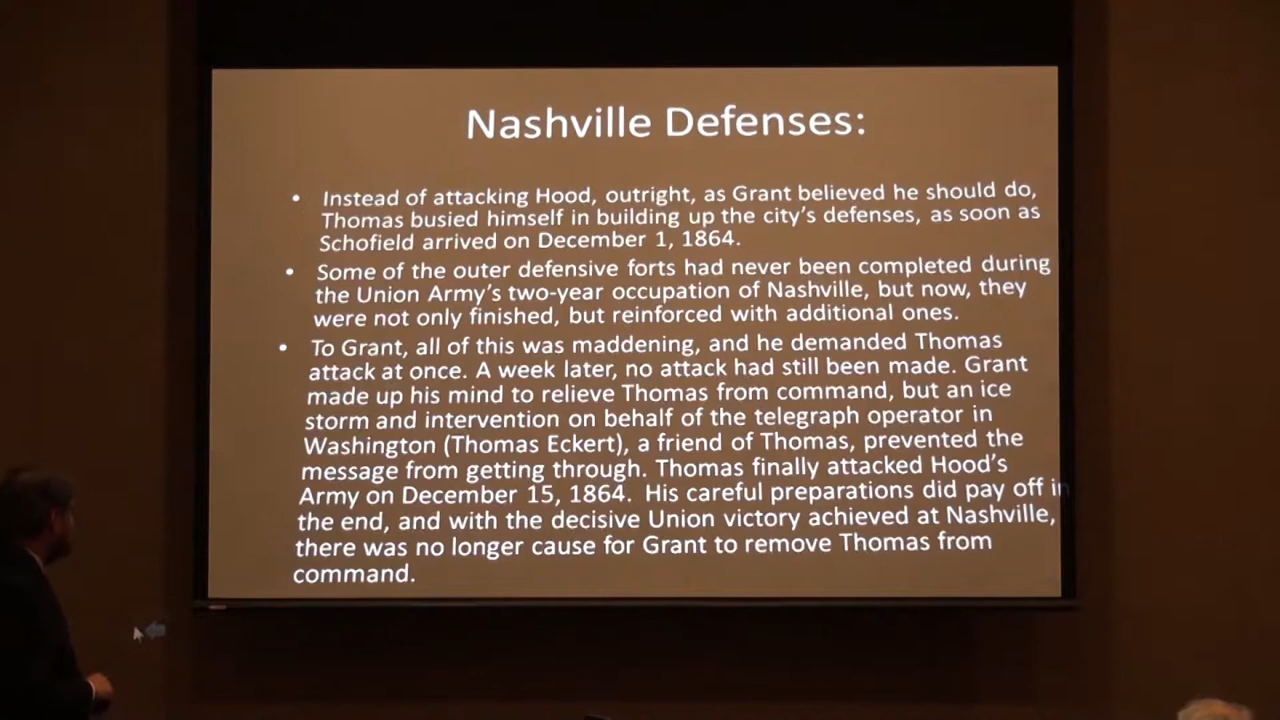 Nashville Defenses:
• Instead of attacking Hood, outright, as Grant believed he should do,
Thomas busied himself in building up the city's defenses, as soon as
Schofield arrived on December 1, 1864.
• Some of the outer defensive forts had never been completed during
the Union Army's two-year occupation of Nashville, but now, they
were not only finished, but reinforced with additional ones.
• To Grant, all of this was maddening, and he demanded Thomas
attack at once. A week later, no attack had still been made. Grant
made up his mind to relieve Thomas from command, but an ice
storm and intervention on behalf of the telegraph operator in
Washington (Thomas Eckert), a friend of Thomas, prevented the
message from getting through. Thomas finally attacked Hood's
Army on December 15, 1864. His careful preparations did pay off in
the end, and with the decisive Union victory achieved at Nashville,
there was no longer cause for Grant to remove Thomas from
command.